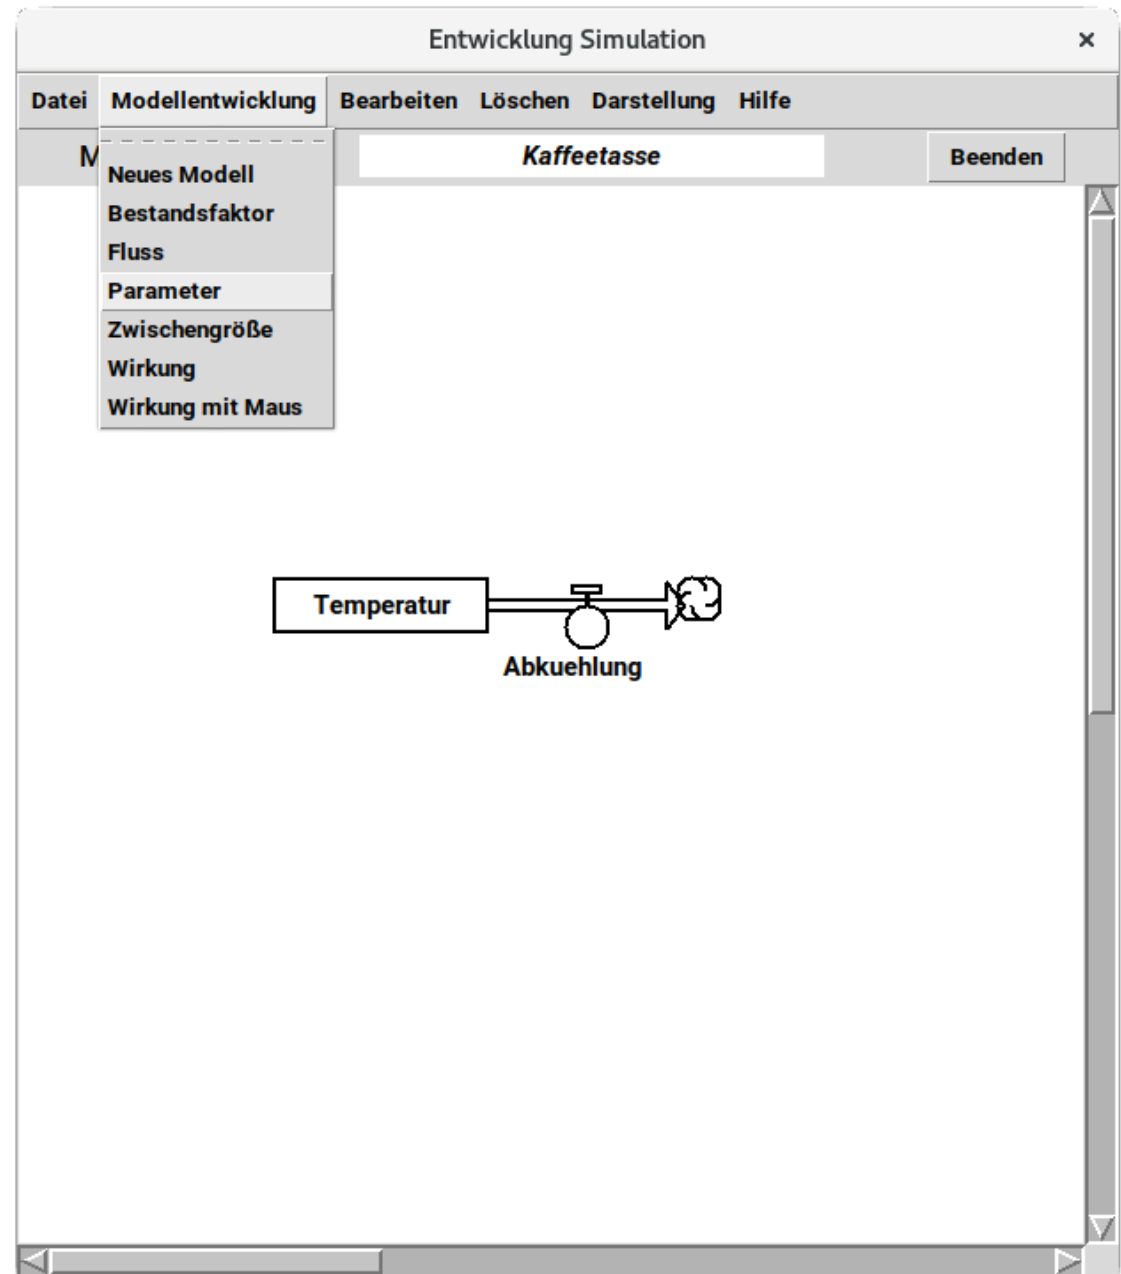 Entwicklung Simulation
Datei Modellentwicklung Bearbeiten Löschen Darstellung Hilfe
Kaffeetasse Beenden
Neues Modell
Bestandsfaktor
Fluss
Parameter
Zwischengröße
Wirkung
Wirkung mit Maus
Temperatur
Abkuehlung